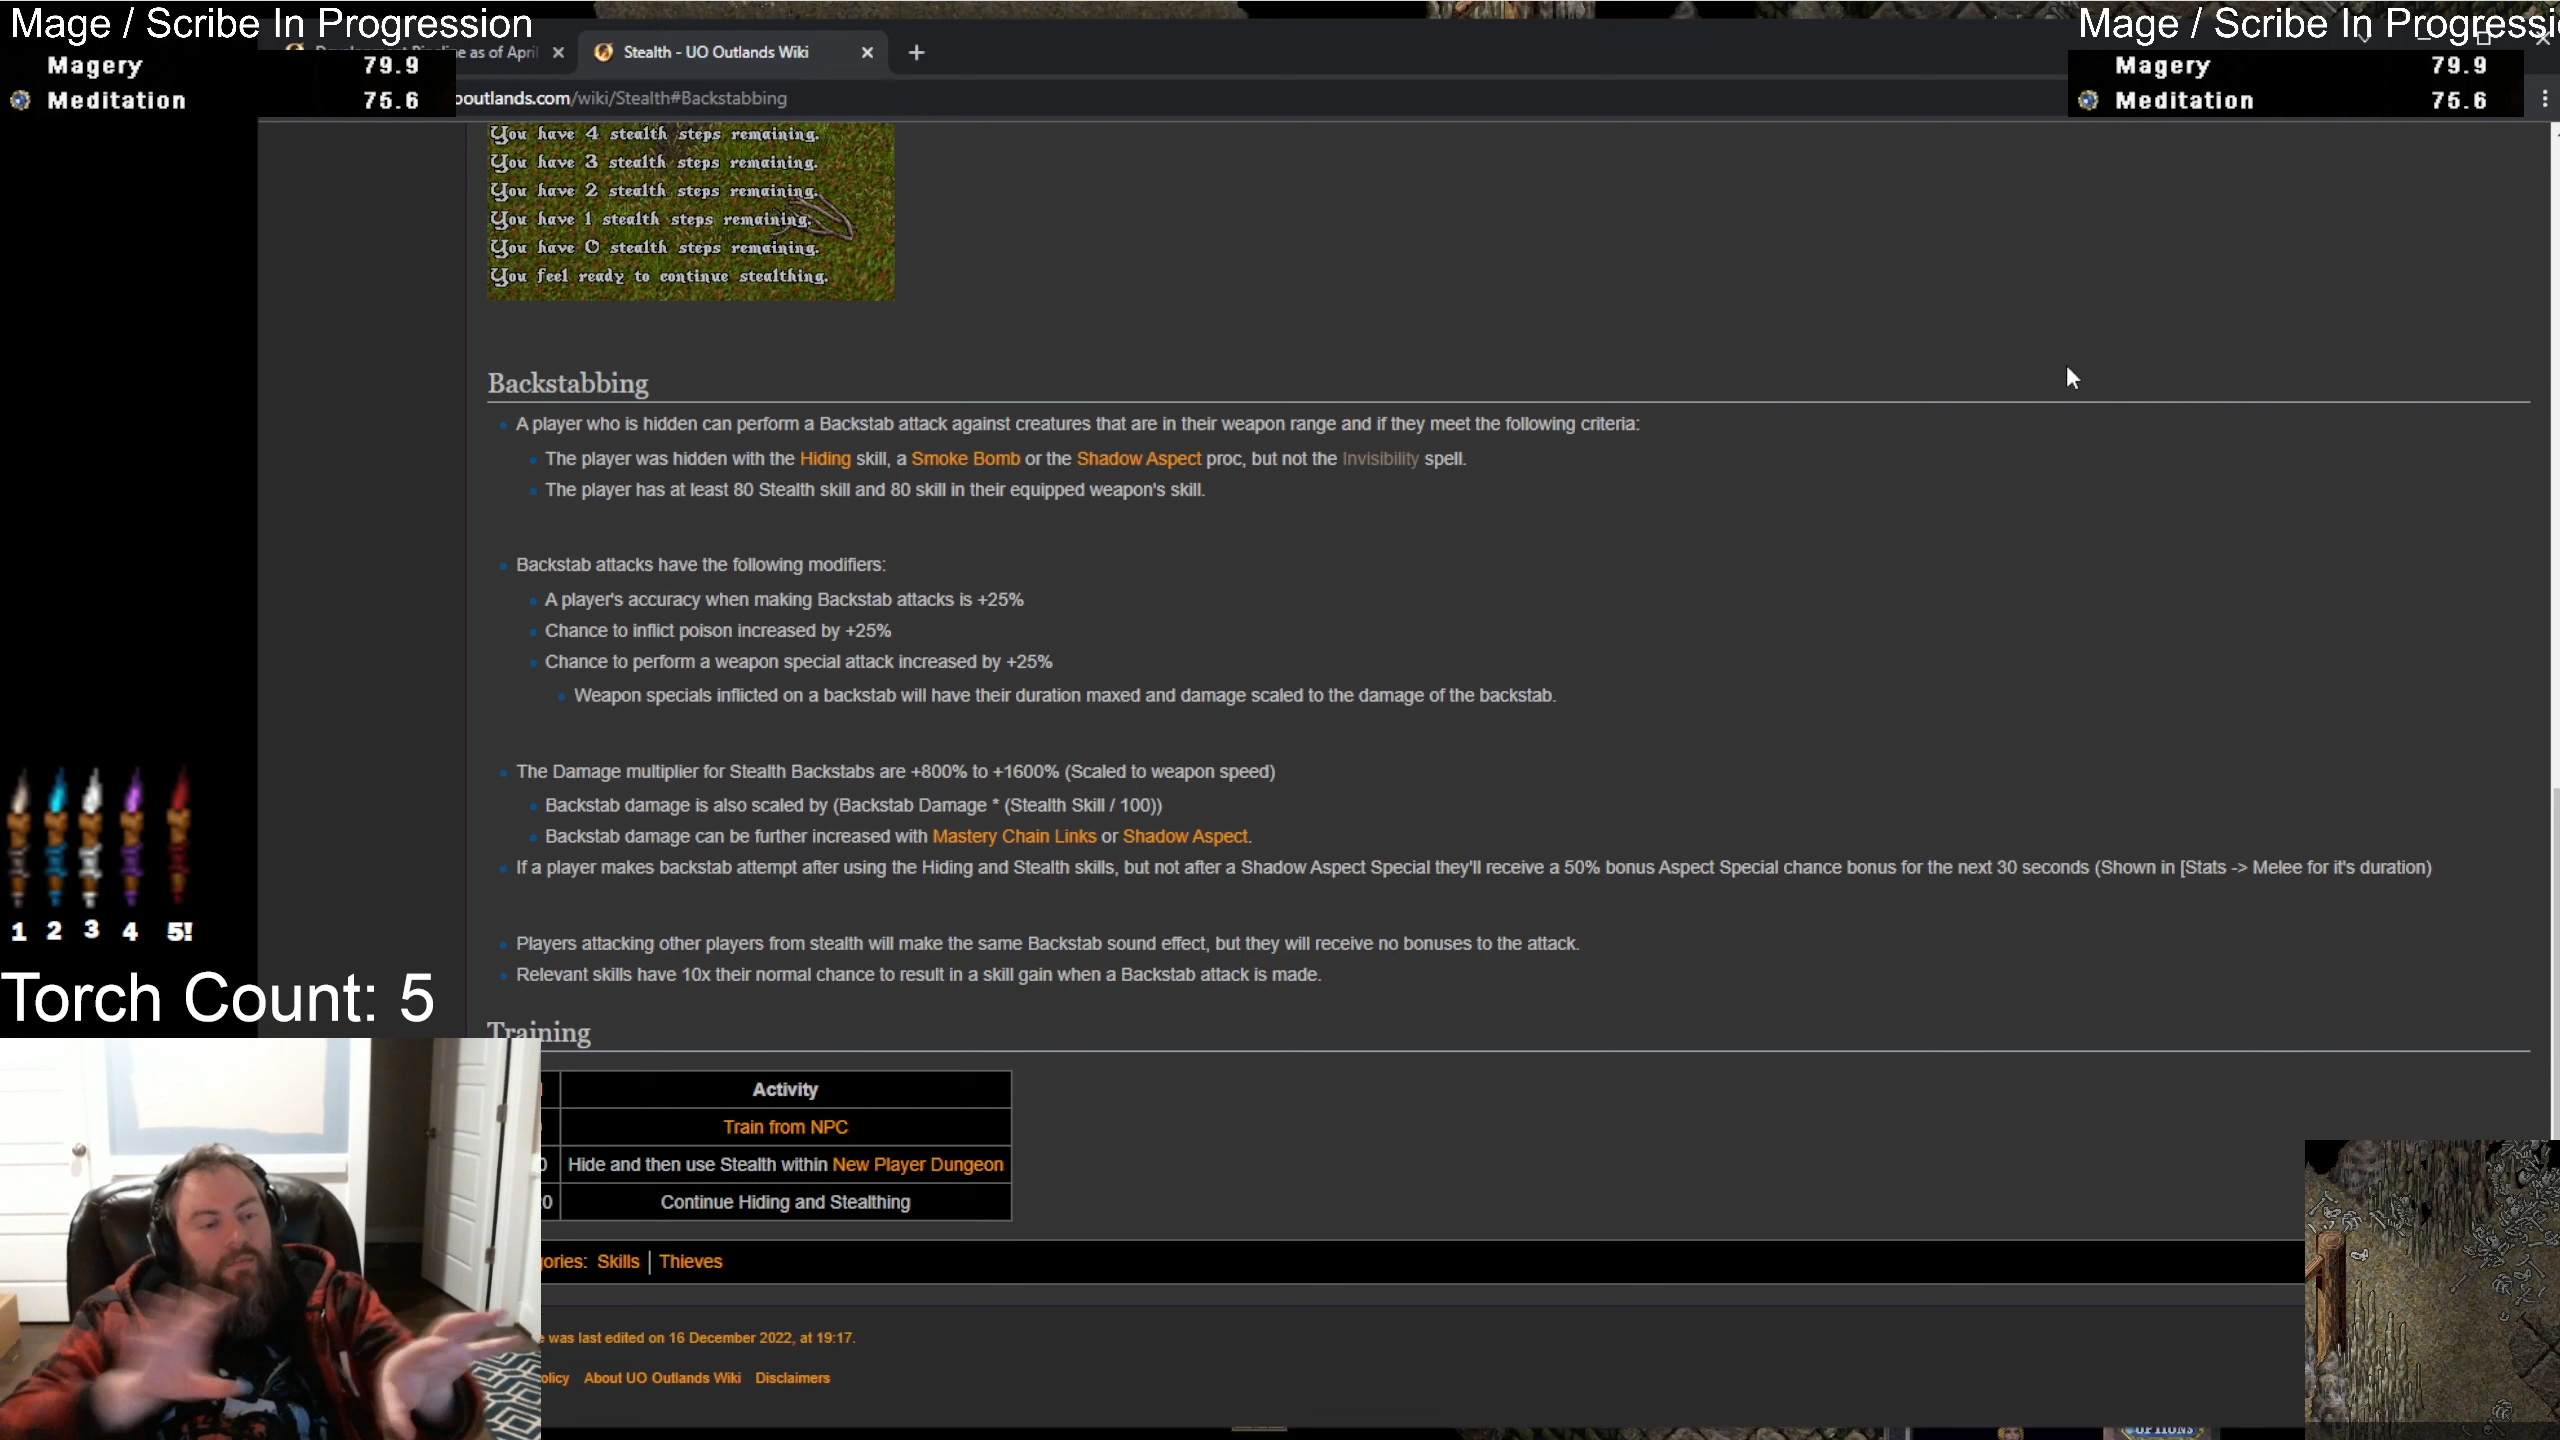 Mage / Scribe In Progression
Mage / Scribe In Progressi
Magery 79.9
Meditation 75.6
Magery 79.9
Meditation 75.6
as of April
Stealth - UO Outlands Wiki
outlands.com/wiki/Stealth#Backstabbing
You have 4 stealth steps remaining.
You have 3 stealth steps remaining.
You have 2 stealth steps remaining.
You have 1 stealth steps remaining.
You have 0 stealth steps remaining.
You feel ready to continue stealthing.
Backstabbing
A player who is hidden can perform a Backstab attack against creatures that are in their weapon range and if they meet the following criteria:
The player was hidden with the Hiding skill, a Smoke Bomb or the Shadow Aspect proc, but not the Invisibility spell.
The player has at least 80 Stealth skill and 80 skill in their equipped weapon's skill.
Backstab attacks have the following modifiers:
A player's accuracy when making Backstab attacks is +25%
Chance to inflict poison increased by +25%
Chance to perform a weapon special attack increased by +25%
Weapon specials inflicted on a backstab will have their duration maxed and damage scaled to the damage of the backstab.
The Damage multiplier for Stealth Backstabs are +800% to +1600% (Scaled to weapon speed)
Backstab damage is also scaled by (Backstab Damage * (Stealth Skill / 100))
Backstab damage can be further increased with Mastery Chain Links or Shadow Aspect.
If a player makes backstab attempt after using the Hiding and Stealth skills, but not after a Shadow Aspect Special they'll receive a 50% bonus Aspect Special chance bonus for the next 30 seconds (Shown in [Stats -> Melee for it's duration)
Players attacking other players from stealth will make the same Backstab sound effect, but they will receive no bonuses to the attack.
Relevant skills have 10x their normal chance to result in a skill gain when a Backstab attack is made.
1 2 3 4 5!
Torch Count: 5
Training
Activity
Train from NPC
Hide and then use Stealth within New Player Dungeon
Continue Hiding and Stealthing
ories: Skills | Thieves
e was last edited on 16 December 2022, at 19:17.
olicy About UO Outlands Wiki Disclaimers
OPTIONS